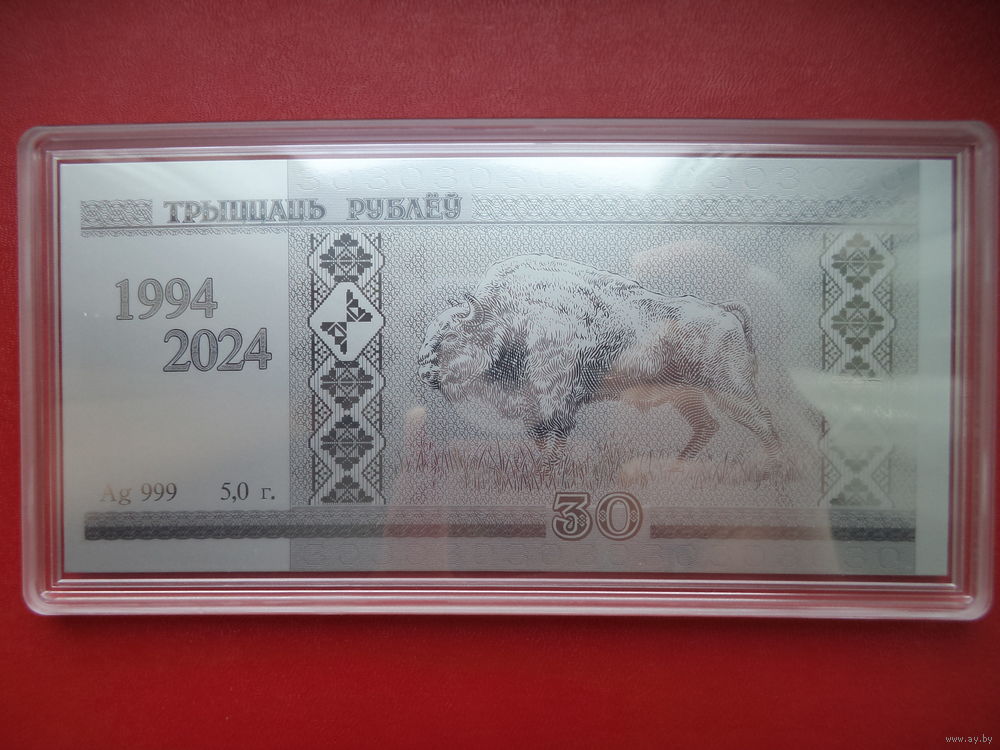 ТРЫЦЦАЦЬ РУБЛЁЎ
1994
2024
Ag 999 5,0 г.
30
www.ay.by